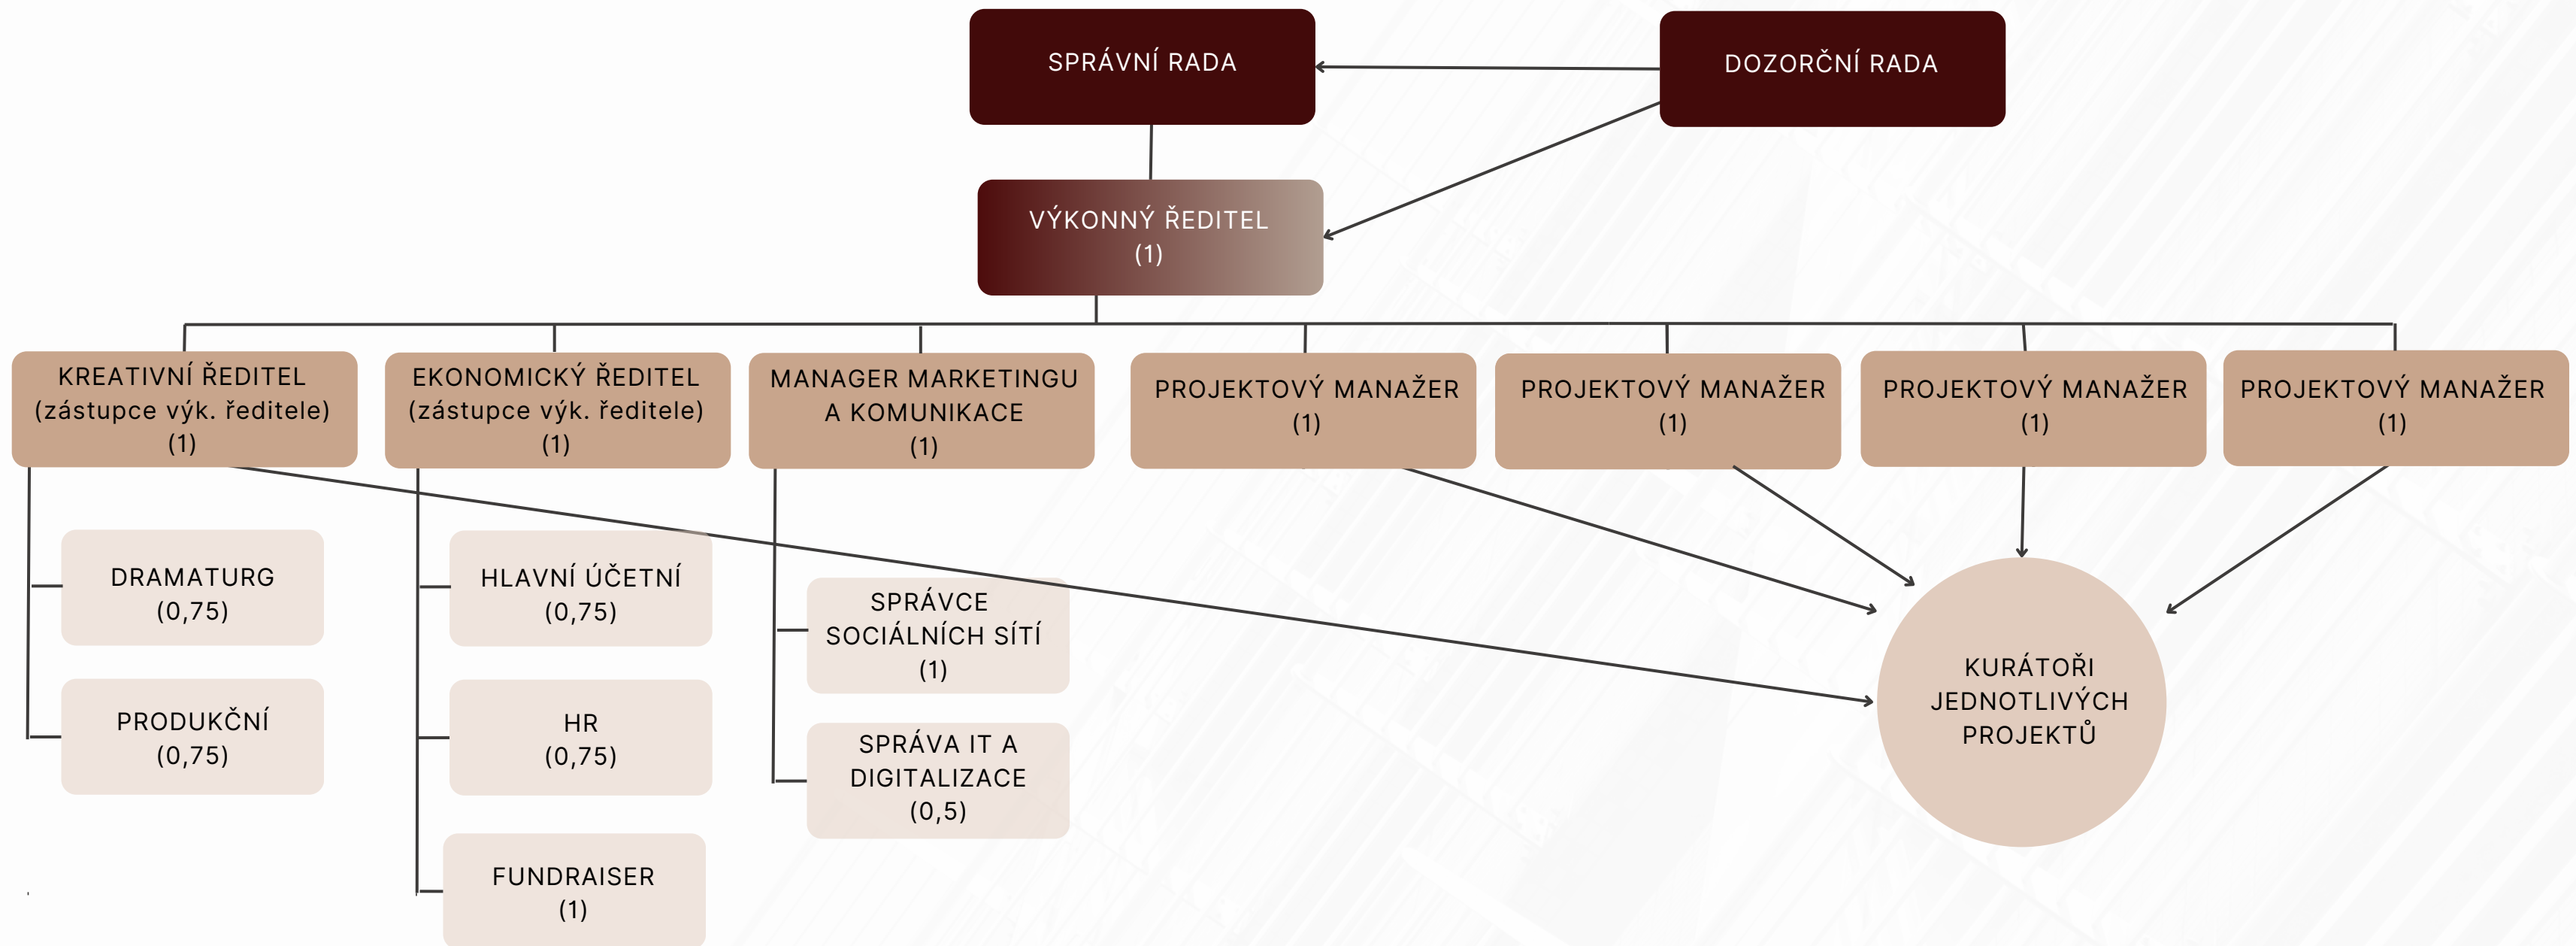 SPRÁVNÍ RADA
DOZORČNÍ RADA
VÝKONNÝ ŘEDITEL
(1)
KREATIVNÍ ŘEDITEL
(zástupce výk. ředitele)
(1)
EKONOMICKÝ ŘEDITEL
(zástupce výk. ředitele)
(1)
MANAGER MARKETINGU
A KOMUNIKACE
(1)
PROJEKTOVÝ MANAŽER
(1)
PROJEKTOVÝ MANAŽER
(1)
PROJEKTOVÝ MANAŽER
(1)
PROJEKTOVÝ MANAŽER
(1)
DRAMATURG
(0,75)
PRODUKČNÍ
(0,75)
HLAVNÍ ÚČETNÍ
(0,75)
HR
(0,75)
FUNDRAISER
(1)
SPRÁVCE
SOCIÁLNÍCH SÍTÍ
(1)
SPRÁVA IT A
DIGITALIZACE
(0,5)
KURÁTOŘI
JEDNOTLIVÝCH
PROJEKTŮ